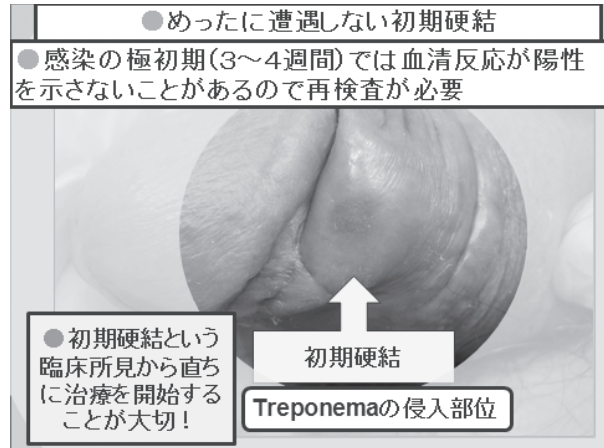 ●めったに遭遇しない初期硬結
●感染の極初期(3〜4週間)では血清反応が陽性
を示さないことがあるので再検査が必要
初期硬結
Treponemaの侵入部位
●初期硬結という
臨床所見から直ち
に治療を開始する
ことが大切!